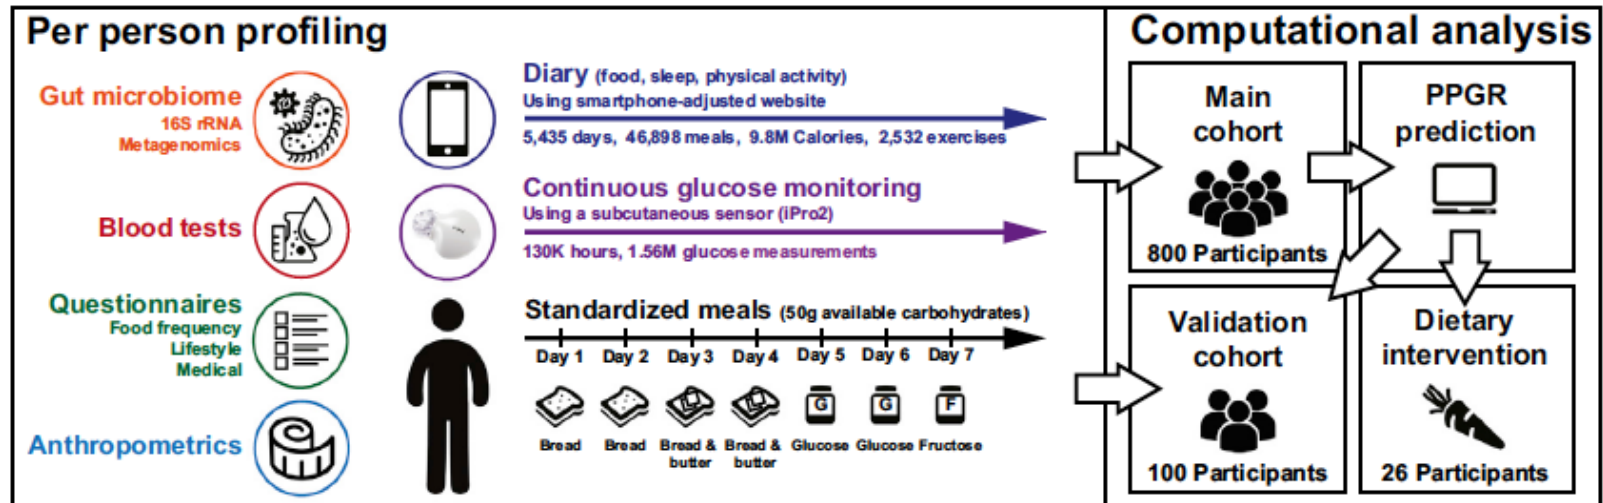 Per person profiling
Gut microbiome
16S rRNA
Metagenomics
Blood tests
Questionnaires
Food frequency
Lifestyle
Medical
Anthropometrics
Diary (food, sleep, physical activity)
Using smartphone-adjusted website
5,435 days, 46,898 meals, 9.8M Calories, 2,532 exercises
Continuous glucose monitoring
Using a subcutaneous sensor (iPro2)
130K hours, 1.56M glucose measurements
Standardized meals (50g available carbohydrates)
Day 1 Day 2 Day 3 Day 4 Day 5 Day 6 Day 7
G G F
Bread Bread Bread & Bread & Glucose Glucose Fructose
butter butter
Computational analysis
Main
cohort
800 Participants
PPGR
prediction
Validation
cohort
100 Participants
Dietary
intervention
26 Participants